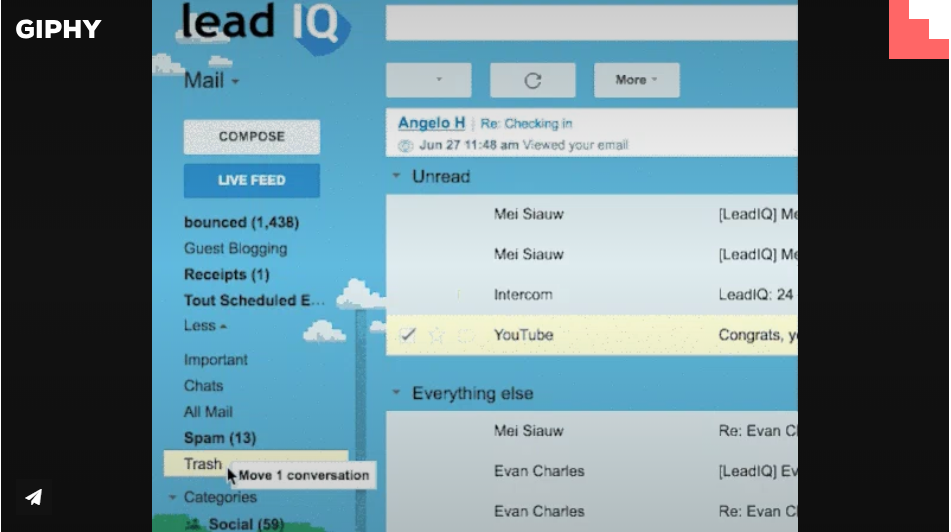 GIPHY
lead IQ
Mail
More
COMPOSE
Angelo H | Re: Checking in
Jun 27 11:48 am Viewed your email
LIVE FEED
Unread
bounced (1,438)
Mei Siauw [LeadIQ] Me
Guest Blogging
Mei Siauw [LeadIQ] Me
Receipts (1)
Intercom LeadIQ: 24
Tout Scheduled E...
Less
YouTube Congrats, y
Important
Chats
Everything else
All Mail
Mei Siauw Re: Evan C
Spam (13)
Trash
Move 1 conversation
Evan Charles [LeadIQ] Ev
Categories
Evan Charles Re: Evan C
Social (59)